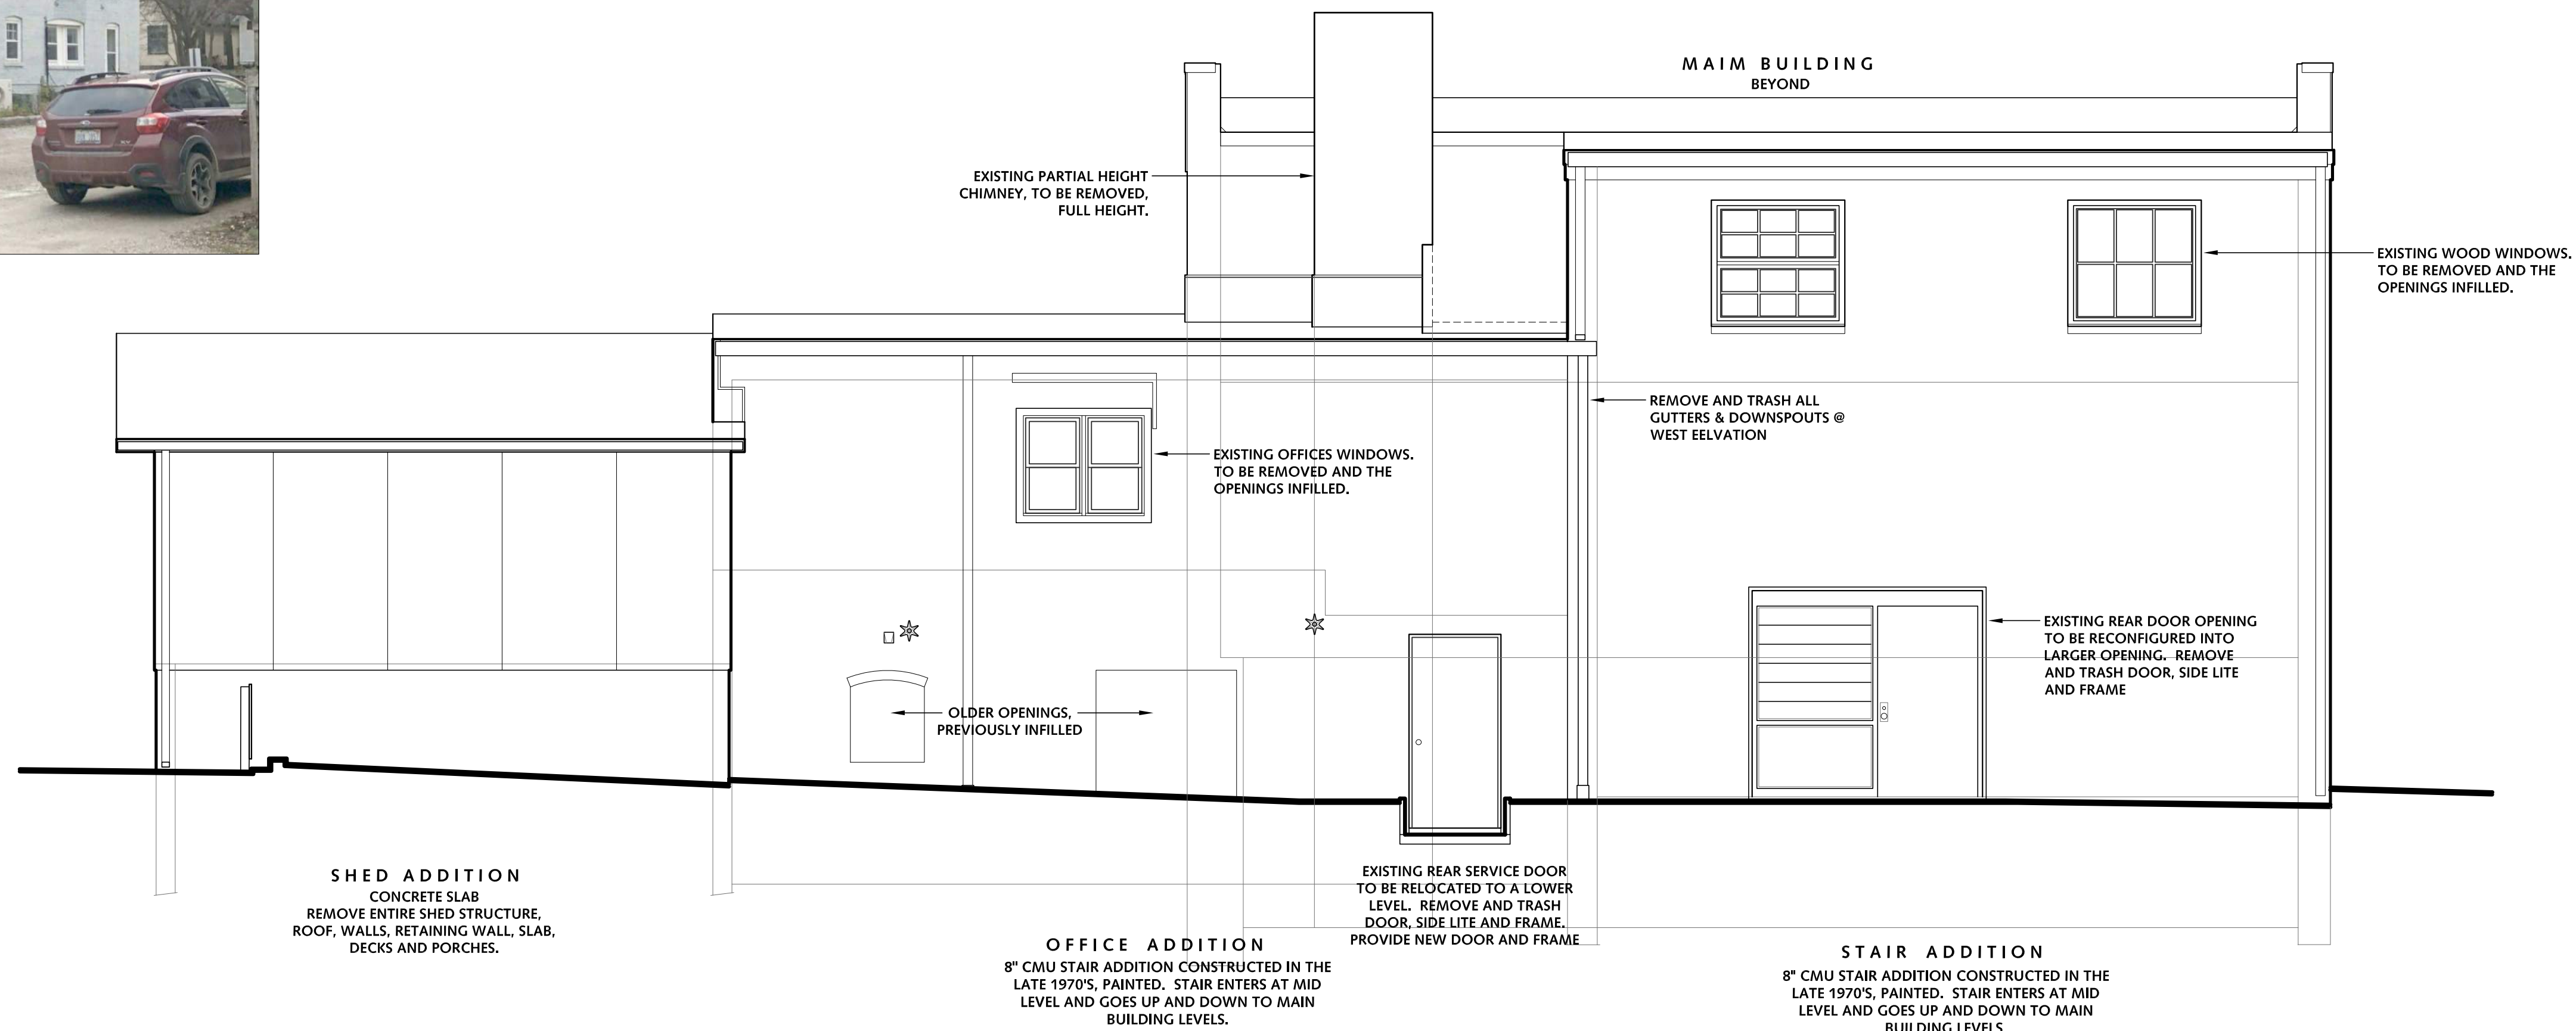 MAIM BUILDING
BEYOND
EXISTING PARTIAL HEIGHT
CHIMNEY, TO BE REMOVED,
FULL HEIGHT.
EXISTING WOOD WINDOWS.
TO BE REMOVED AND THE
OPENINGS INFILLED.
REMOVE AND TRASH ALL
GUTTERS & DOWNSPOUTS @
WEST EELVATION
EXISTING OFFICES WINDOWS.
TO BE REMOVED AND THE
OPENINGS INFILLED.
EXISTING REAR DOOR OPENING
TO BE RECONFIGURED INTO
LARGER OPENING. REMOVE
AND TRASH DOOR, SIDE LITE
AND FRAME
OLDER OPENINGS,
PREVIOUSLY INFILLED
SHED ADDITION
CONCRETE SLAB
REMOVE ENTIRE SHED STRUCTURE,
ROOF, WALLS, RETAINING WALL, SLAB,
DECKS AND PORCHES.
EXISTING REAR SERVICE DOOR
TO BE RELOCATED TO A LOWER
LEVEL. REMOVE AND TRASH
DOOR, SIDE LITE AND FRAME.
PROVIDE NEW DOOR AND FRAME
OFFICE ADDITION
8" CMU STAIR ADDITION CONSTRUCTED IN THE
LATE 1970'S, PAINTED. STAIR ENTERS AT MID
LEVEL AND GOES UP AND DOWN TO MAIN
BUILDING LEVELS.
STAIR ADDITION
8" CMU STAIR ADDITION CONSTRUCTED IN THE
LATE 1970'S, PAINTED. STAIR ENTERS AT MID
LEVEL AND GOES UP AND DOWN TO MAIN
BUILDING LEVELS